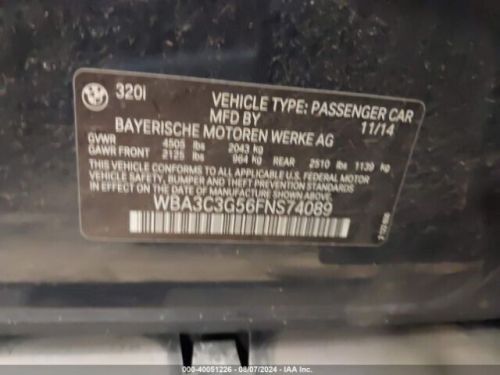 320i
VEHICLE TYPE: PASSENGER CAR
MFD BY 11/14
BAYERISCHE MOTOREN WERKE AG
GVWR 4505 lbs 2043 kg
GAWR FRONT 2125 lbs 964 kg REAR 2510 lbs 1139 kg
THIS VEHICLE CONFORMS TO ALL APPLICABLE U.S. FEDERAL MOTOR
VEHICLE SAFETY, BUMPER AND THEFT PREVENTION STANDARDS
IN EFFECT ON THE DATE OF MANUFACTURE SHOWN ABOVE.
WBA3C3G56FNS74089
000-40051226 - 08/07/2024 - IAA Inc.